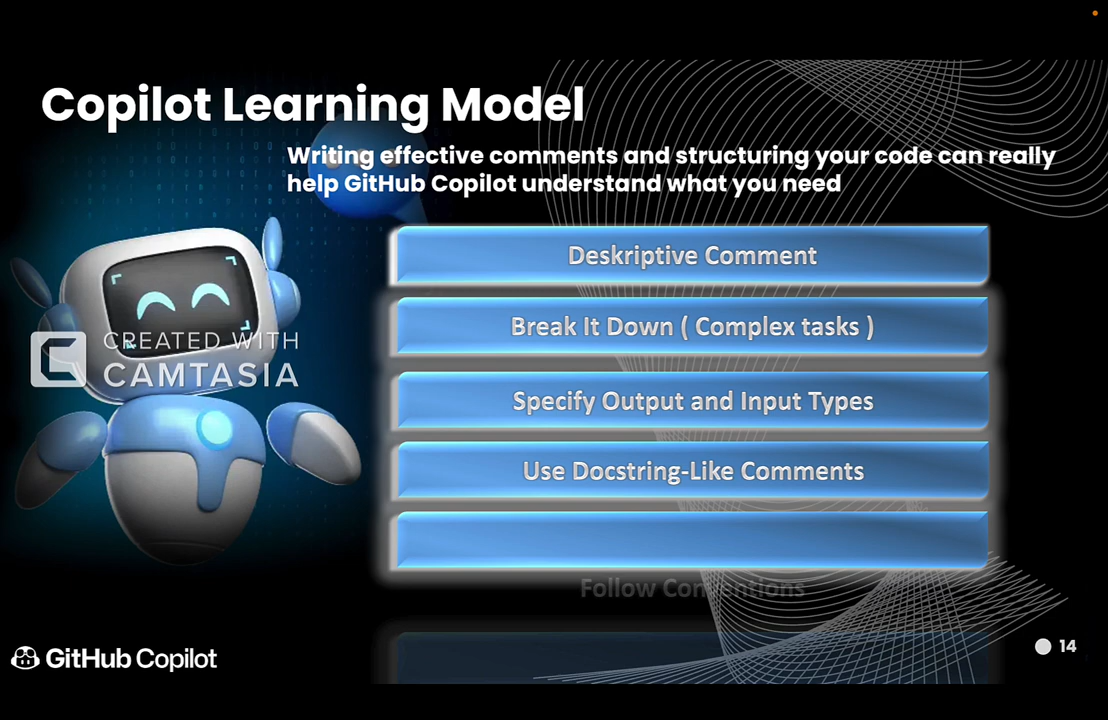 Copilot Learning Model
Writing effective comments and structuring your code can really
help GitHub Copilot understand what you need
Deskriptive Comment
Break It Down ( Complex tasks )
CREATED WITH
CAMTASIA
Specify Output and Input Types
Use Docstring-Like Comments
Follow Conventions
GitHub Copilot
14